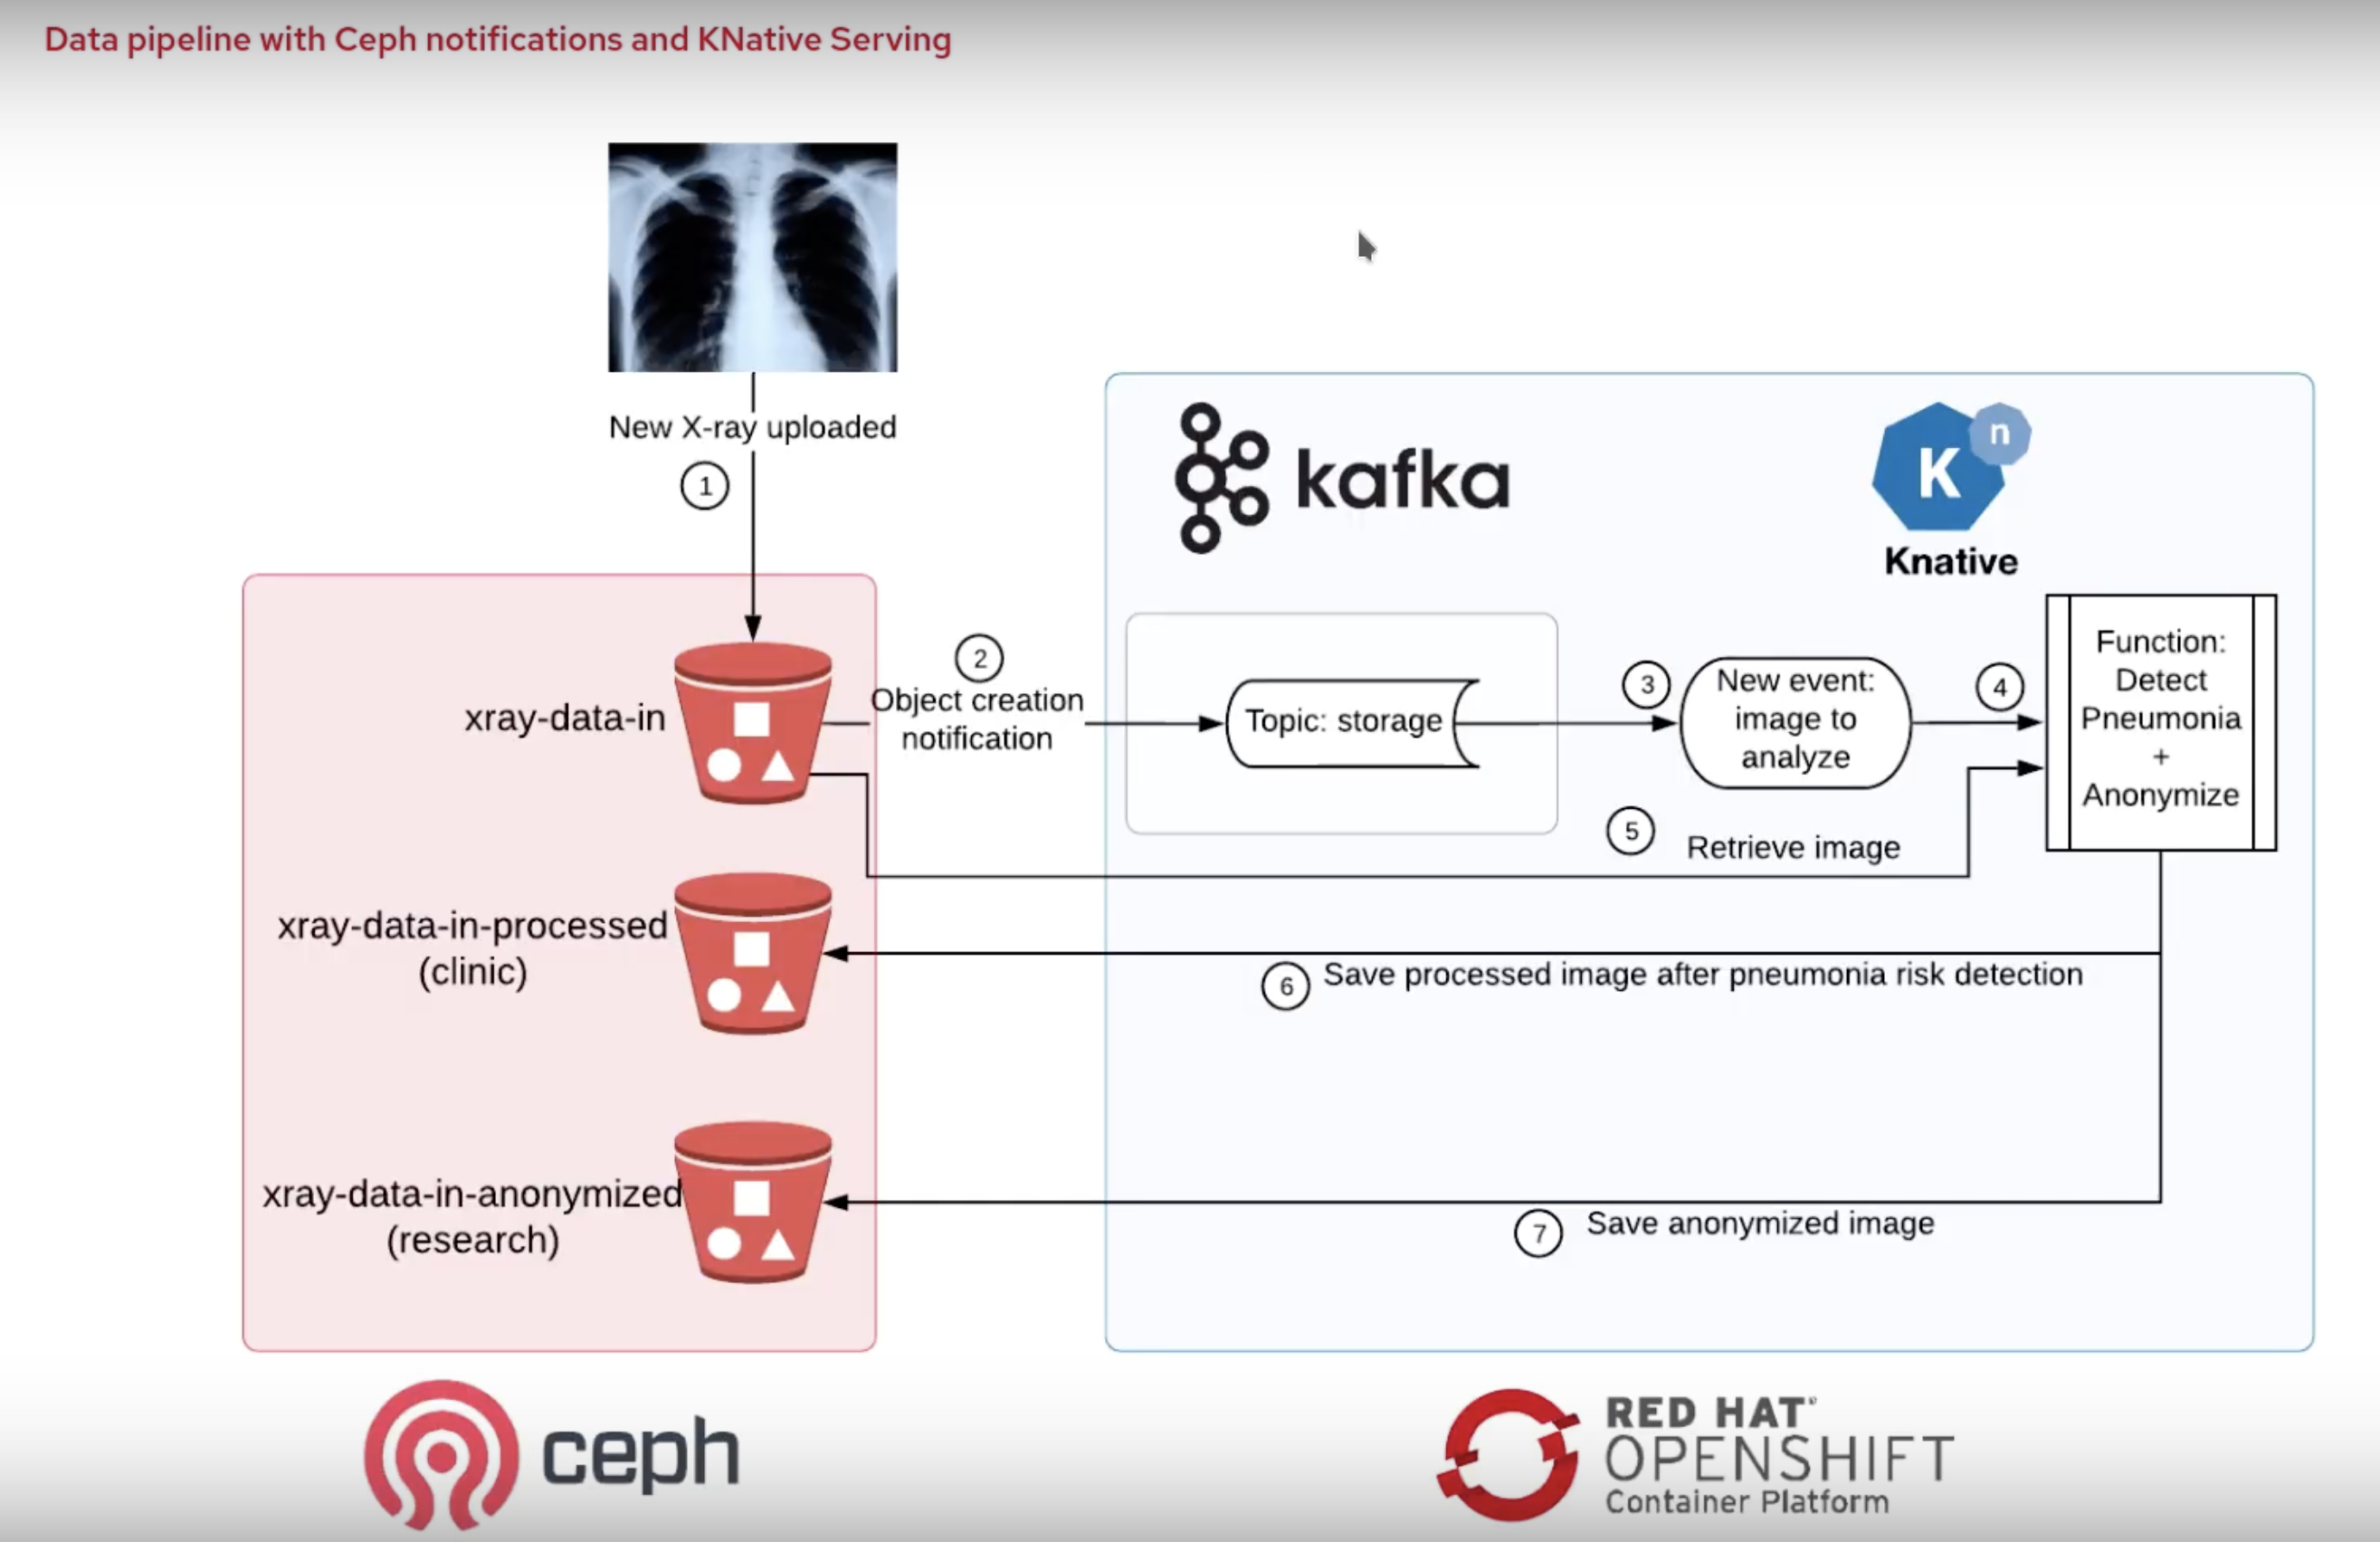 Data pipeline with Ceph notifications and KNative Serving
New X-ray uploaded
1
kafka
K
n
Knative
xray-data-in
2
Object creation
notification
Topic: storage
3
New event:
image to
analyze
4
Function:
Detect
Pneumonia
+
Anonymize
5
Retrieve image
xray-data-in-processed
(clinic)
6
Save processed image after pneumonia risk detection
xray-data-in-anonymized
(research)
7
Save anonymized image
ceph
RED HAT®
OPENSHIFT
Container Platform